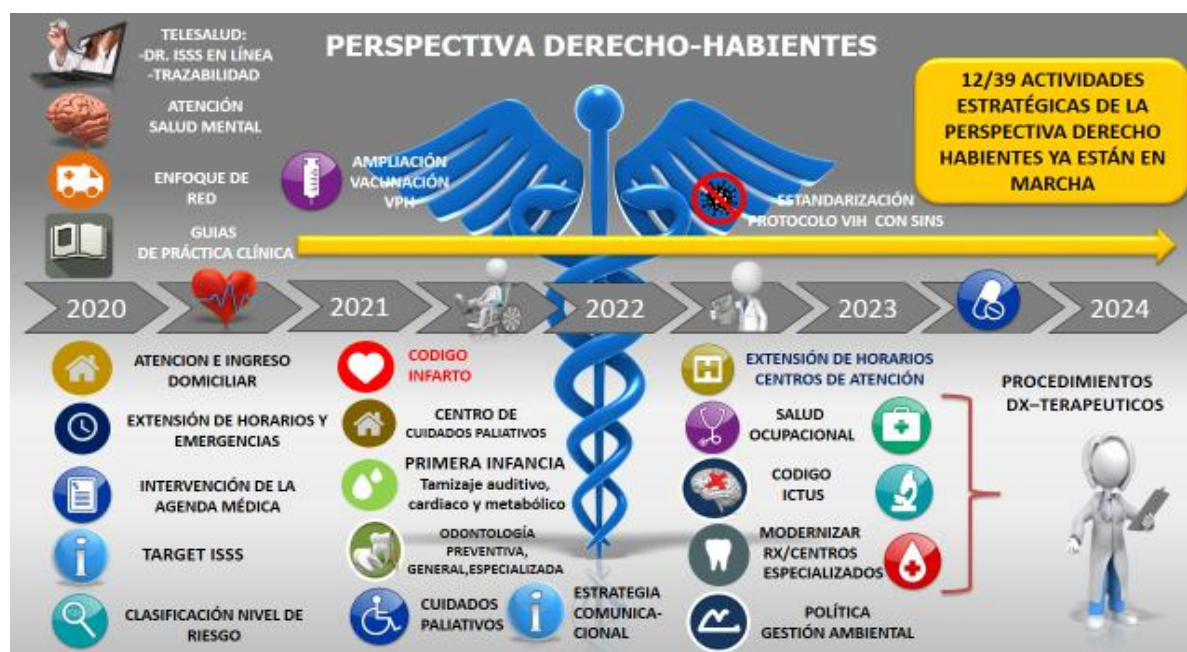 PERSPECTIVA DERECHO-HABIENTES
TELESALUD:
-DR. ISSS EN LÍNEA
-TRAZABILIDAD
ATENCIÓN
SALUD MENTAL
ENFOQUE DE
RED
GUIAS
DE PRÁCTICA CLÍNICA
AMPLIACIÓN
VACUNACIÓN
VPH
ESTANDARIZACIÓN
PROTOCOLO VIH CON SINS
12/39 ACTIVIDADES
ESTRATÉGICAS DE LA
PERSPECTIVA DERECHO
HABIENTES YA ESTÁN EN
MARCHA
2020
2021
2022
2023
2024
ATENCION E INGRESO
DOMICILIAR
EXTENSIÓN DE HORARIOS Y
EMERGENCIAS
INTERVENCIÓN DE LA
AGENDA MÉDICA
TARGET ISSS
CLASIFICACIÓN NIVEL DE
RIESGO
CODIGO
INFARTO
CENTRO DE
CUIDADOS PALIATIVOS
PRIMERA INFANCIA
Tamizaje auditivo,
cardiaco y metabólico
ODONTOLOGÍA
PREVENTIVA,
GENERAL,ESPECIALIZADA
CUIDADOS
PALIATIVOS
ESTRATEGIA
COMUNICA-
CIONAL
H
EXTENSIÓN DE HORARIOS
CENTROS DE ATENCIÓN
SALUD
OCUPACIONAL
CODIGO
ICTUS
MODERNIZAR
RX/CENTROS
ESPECIALIZADOS
POLÍTICA
GESTIÓN AMBIENTAL
PROCEDIMIENTOS
DX–TERAPEUTICOS